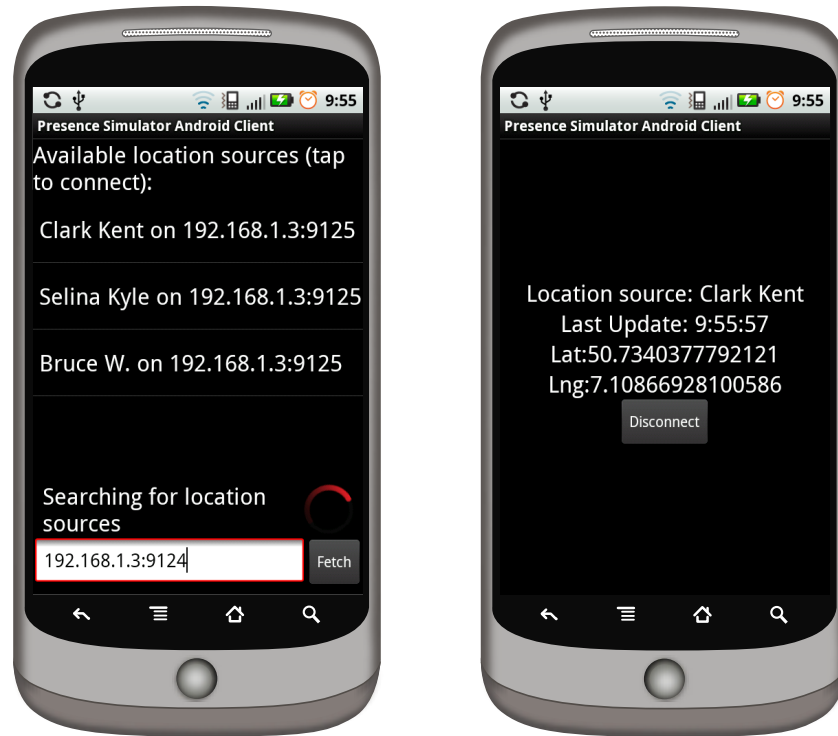 9:55
Presence Simulator Android Client
Available location sources (tap
to connect):
Clark Kent on 192.168.1.3:9125
Selina Kyle on 192.168.1.3:9125
Bruce W. on 192.168.1.3:9125
Searching for location
sources
192.168.1.3:9124
Fetch
9:55
Presence Simulator Android Client
Location source: Clark Kent
Last Update: 9:55:57
Lat:50.7340377792121
Lng:7.10866928100586
Disconnect